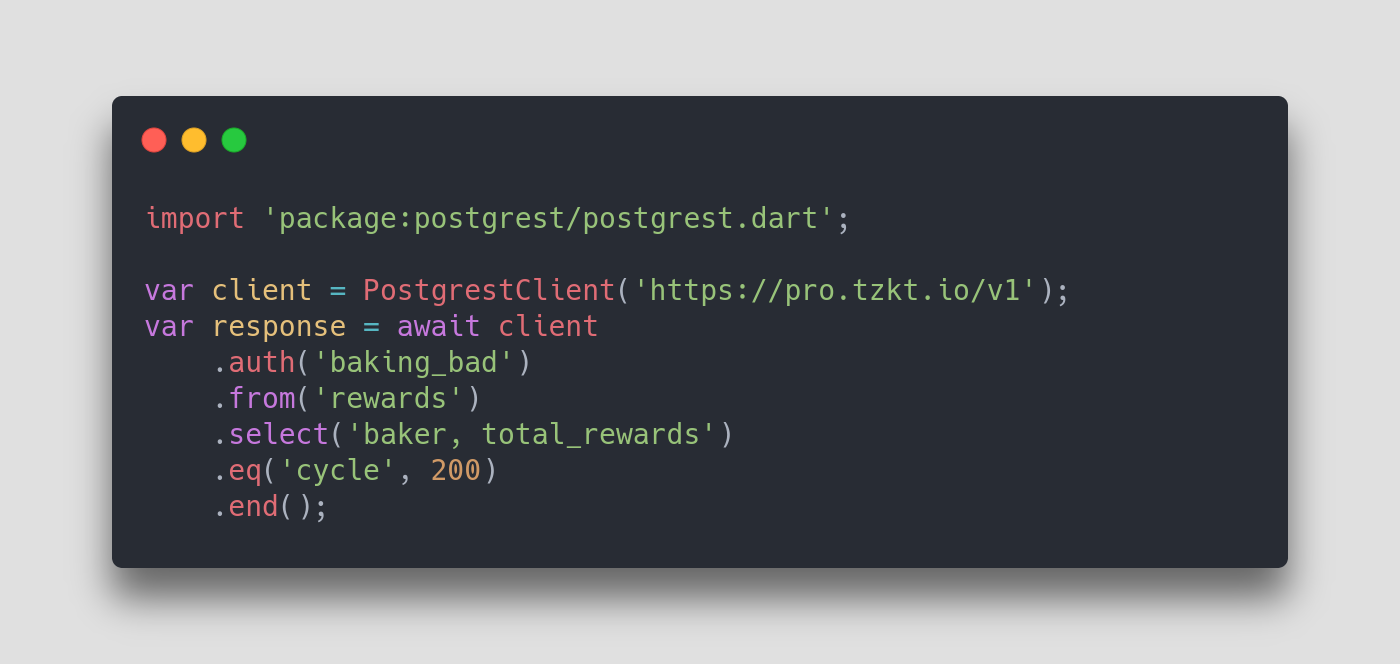 import 'package:postgrest/postgrest.dart';
var client = PostgrestClient('https://pro.tzkt.io/v1');
var response = await client
    .auth('baking_bad')
    .from('rewards')
    .select('baker, total_rewards')
    .eq('cycle', 200)
    .end();